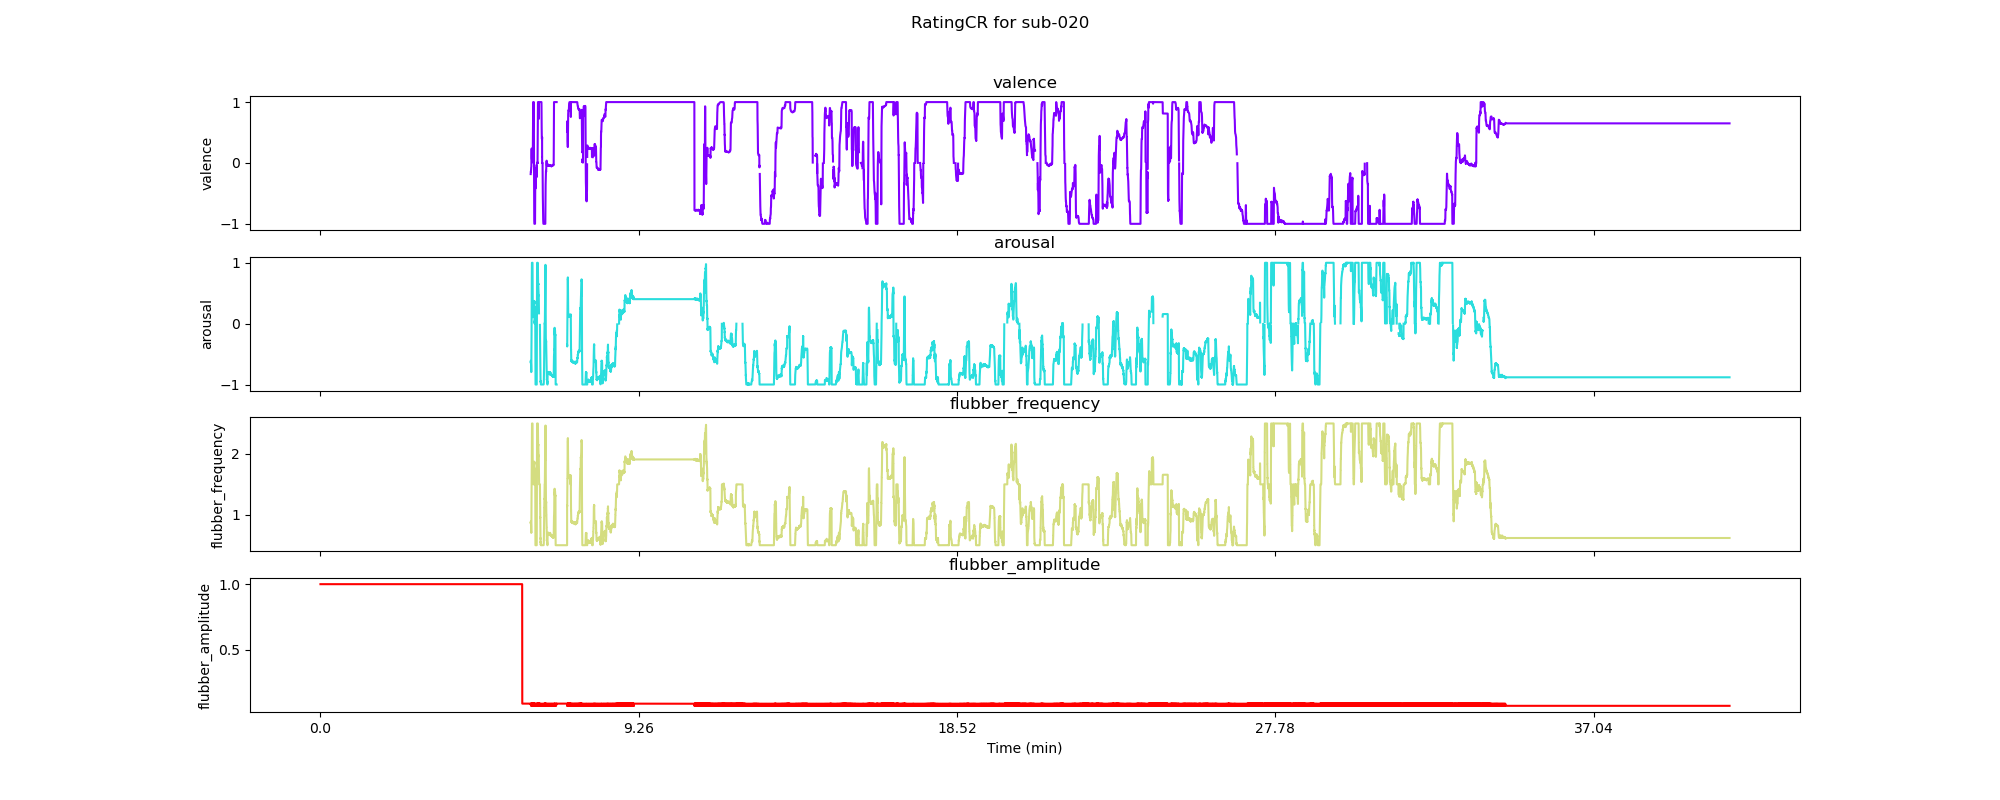 RatingCR for sub-020
valence
1
0
−1
valence
arousal
1
0
−1
arousal
flubber_frequency
2
1
flubber_frequency
flubber_amplitude
1.0
0.5
flubber_amplitude
0.0 9.26 18.52 27.78 37.04
Time (min)